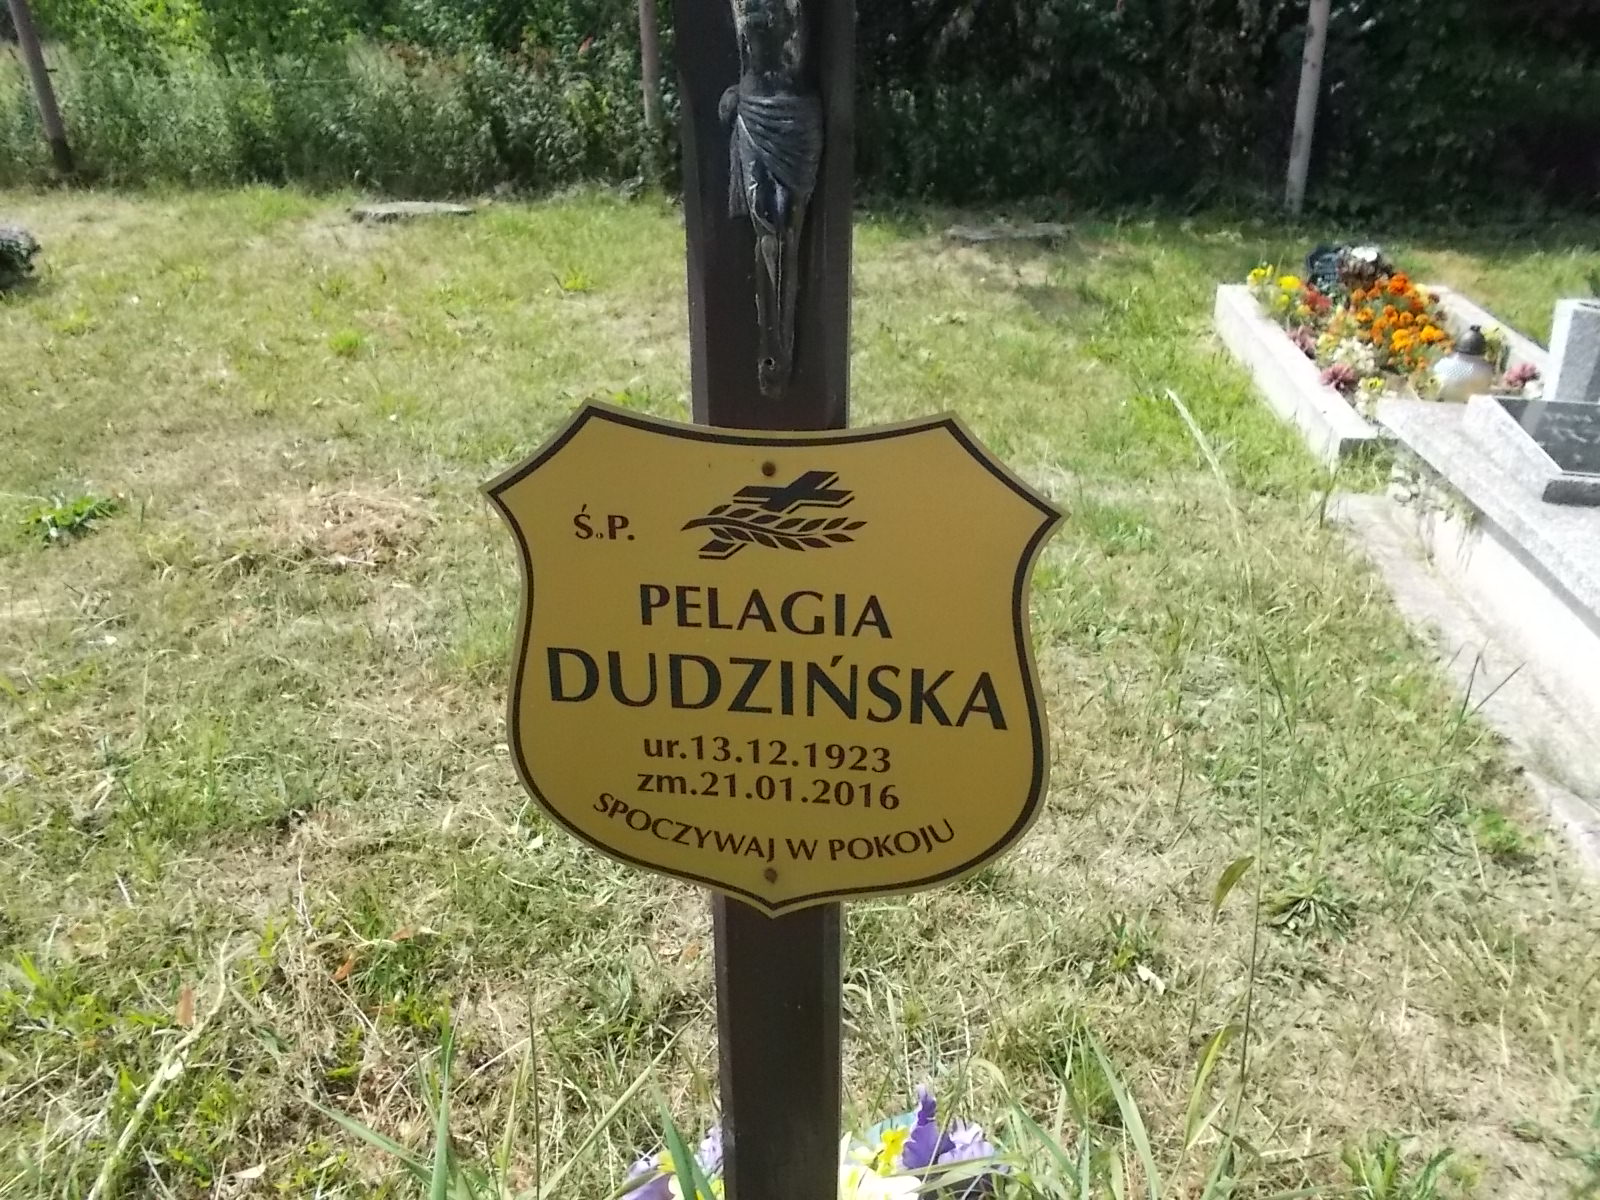 Ś.P.
PELAGIA
DUDZIŃSKA
ur.13.12.1923
zm.21.01.2016
SPOCZYWAJ W POKOJU